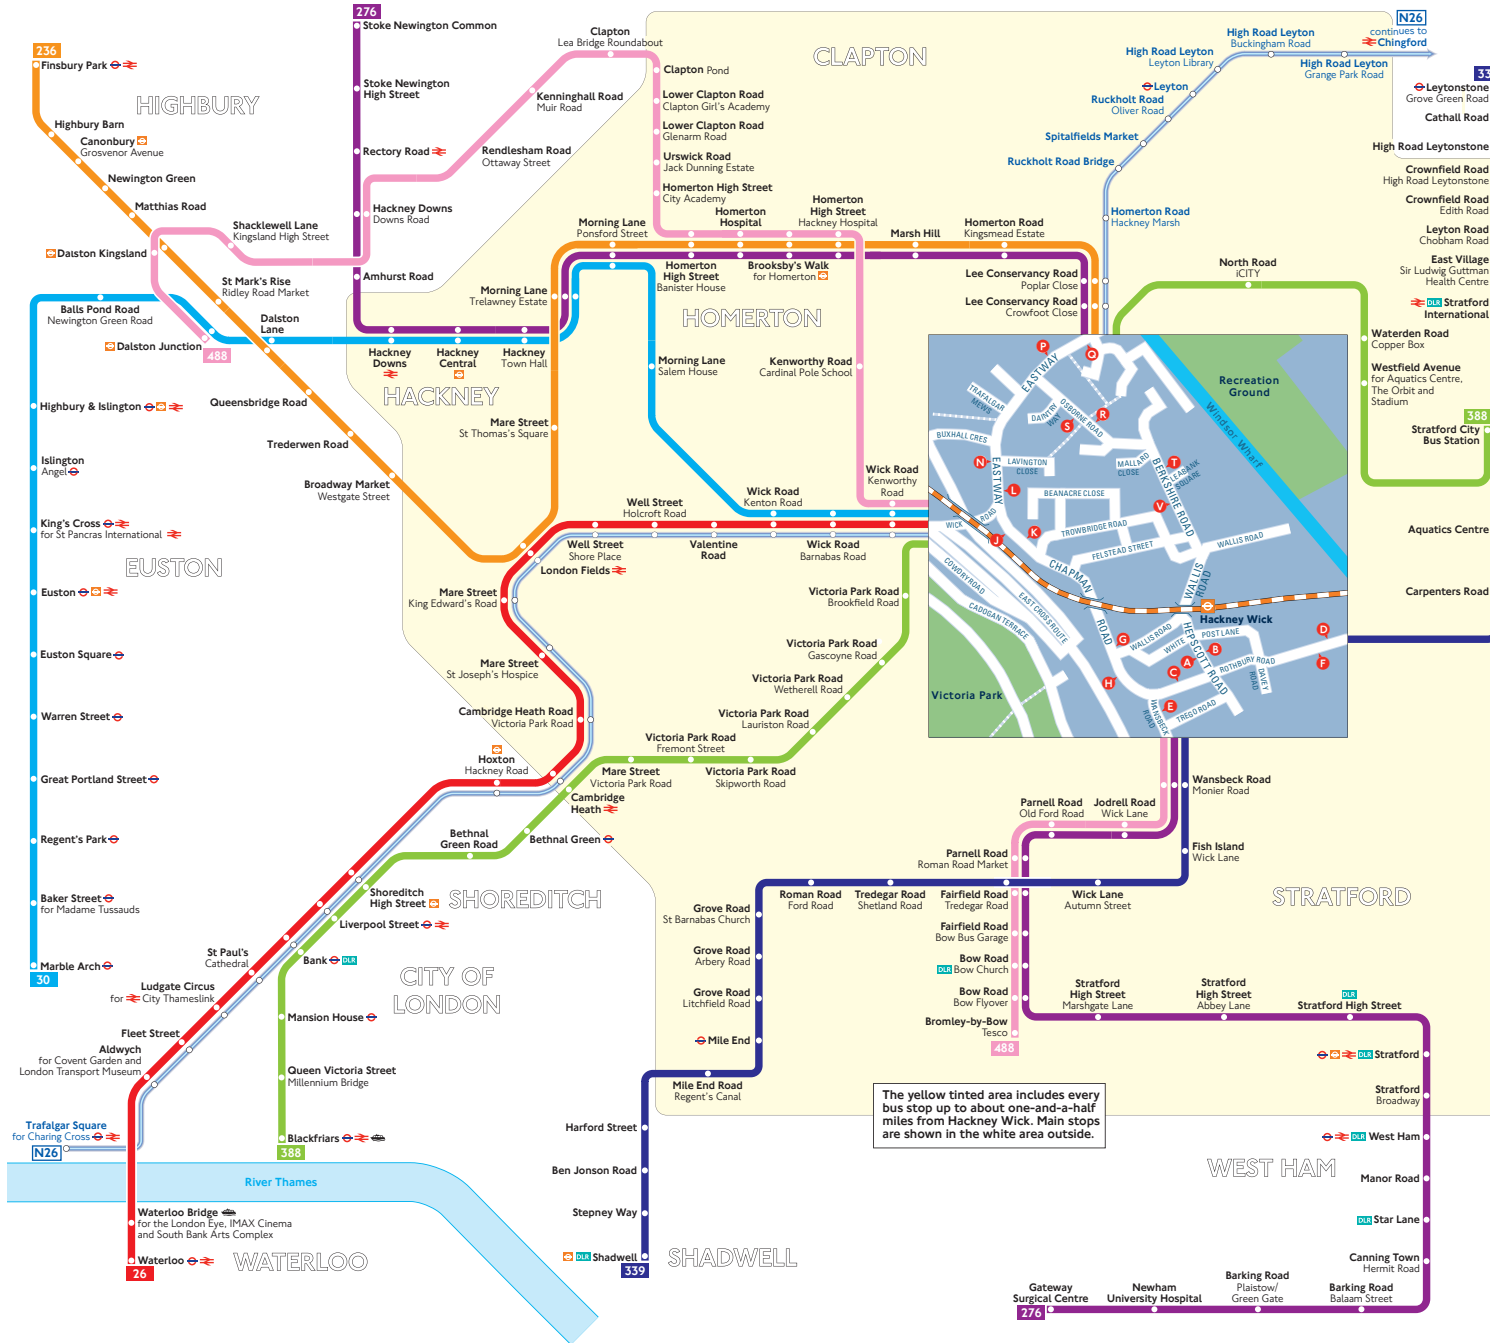 276
Stoke Newington Common
Stoke Newington
High Street
Rectory Road
Hackney Downs
Downs Road
Amhurst Road
236
Finsbury Park
HIGHBURY
Highbury Barn
Canonbury
Grosvenor Avenue
Newington Green
Matthias Road
Shacklewell Lane
Kingsland High Street
Dalston Kingsland
St Mark's Rise
Ridley Road Market
Balls Pond Road
Newington Green Road
Dalston
Lane
Dalston Junction
488
Clapton
Lea Bridge Roundabout
Kenninghall Road
Muir Road
Rendlesham Road
Ottaway Street
Clapton Pond
Lower Clapton Road
Clapton Girl's Academy
Lower Clapton Road
Glenarm Road
Urswick Road
Jack Dunning Estate
Homerton High Street
City Academy
CLAPTON
Morning Lane
Ponsford Street
Homerton
Hospital
Homerton
High Street
Hackney Hospital
Marsh Hill
Homerton Road
Kingsmead Estate
Homerton
High Street
Banister House
Brooksby's Walk
for Homerton
Morning Lane
Trelawney Estate
HOMERTON
Lee Conservancy Road
Poplar Close
Lee Conservancy Road
Crowfoot Close
N26
continues to
Chingford
High Road Leyton
Buckingham Road
High Road Leyton
Grange Park Road
High Road Leyton
Leyton Library
Leyton
Ruckholt Road
Oliver Road
Spitalfields Market
Ruckholt Road Bridge
Homerton Road
Hackney Marsh
33
Leytonstone
Grove Green Road
Cathall Road
High Road Leytonstone
Crownfield Road
High Road Leytonstone
Crownfield Road
Edith Road
Leyton Road
Chobham Road
East Village
Sir Ludwig Guttman
Health Centre
DLR Stratford
International
North Road
iCITY
Waterden Road
Copper Box
Westfield Avenue
for Aquatics Centre,
The Orbit and
Stadium
388
Stratford City
Bus Station
Aquatics Centre
Carpenters Road
Hackney
Downs
Hackney
Central
Hackney
Town Hall
HACKNEY
Morning Lane
Salem House
Kenworthy Road
Cardinal Pole School
Mare Street
St Thomas's Square
Queensbridge Road
Trederwen Road
Broadway Market
Westgate Street
Wick Road
Kenworthy
Road
Well Street
Holcroft Road
Wick Road
Kenton Road
Well Street
Shore Place
London Fields
Valentine
Road
Wick Road
Barnabas Road
Mare Street
King Edward's Road
Mare Street
St Joseph's Hospice
Cambridge Heath Road
Victoria Park Road
Hoxton
Hackney Road
Victoria Park Road
Brookfield Road
Victoria Park Road
Gascoyne Road
Victoria Park Road
Wetherell Road
Victoria Park Road
Lauriston Road
Victoria Park Road
Fremont Street
Mare Street
Victoria Park Road
Victoria Park Road
Skipworth Road
Cambridge
Heath
Bethnal Green
Bethnal
Green Road
Shoreditch
High Street
Liverpool Street
SHOREDITCH
Bank DLR
CITY OF
LONDON
Mansion House
Queen Victoria Street
Millennium Bridge
Blackfriars
388
Highbury & Islington
Islington
Angel
King's Cross
for St Pancras International
EUSTON
Euston
Euston Square
Warren Street
Great Portland Street
Regent's Park
Baker Street
for Madame Tussauds
Marble Arch
30
St Paul's
Cathedral
Ludgate Circus
for City Thameslink
Fleet Street
Aldwych
for Covent Garden and
London Transport Museum
Trafalgar Square
for Charing Cross
N26
River Thames
Waterloo Bridge
for the London Eye, IMAX Cinema
and South Bank Arts Complex
Waterloo
26
WATERLOO
P
Q
EASTWAY
TRAFALGAR
MEWS
DAINTRY
WAY
OSBORNE ROAD
R
S
BUXHALL CRES
N
LAVINGTON
CLOSE
EASTWAY
L
MALLARD
CLOSE
BERKSHIRE ROAD
T
LEABANK
SQUARE
BEANACRE CLOSE
V
WICK
ROAD
J
K
TROWBRIDGE ROAD
FELSTEAD STREET
WALLIS ROAD
CHAPMAN
ROAD
WALLIS
ROAD
COWDRY ROAD
CADOGAN TERRACE
EAST CROSS ROUTE
Recreation
Ground
Windsor Wharf
Hackney Wick
G
WALLIS ROAD
WHITE
POST LANE
HEPSCOTT ROAD
B
A
C
ROTHBURY ROAD
DAVEY
ROAD
D
F
H
E
WANSBECK
ROAD
TREGO ROAD
Victoria Park
Wansbeck Road
Monier Road
Parnell Road
Old Ford Road
Jodrell Road
Wick Lane
Fish Island
Wick Lane
Parnell Road
Roman Road Market
Grove Road
St Barnabas Church
Roman Road
Ford Road
Tredegar Road
Shetland Road
Fairfield Road
Tredegar Road
Wick Lane
Autumn Street
STRATFORD
Fairfield Road
Bow Bus Garage
Grove Road
Arbery Road
Bow Road
DLR Bow Church
Grove Road
Litchfield Road
Bow Road
Bow Flyover
Bromley-by-Bow
Tesco
488
Mile End
Mile End Road
Regent's Canal
Stratford
High Street
Marshgate Lane
Stratford
High Street
Abbey Lane
DLR
Stratford High Street
DLR Stratford
Stratford
Broadway
DLR West Ham
WEST HAM
Manor Road
DLR Star Lane
Canning Town
Hermit Road
The yellow tinted area includes every
bus stop up to about one-and-a-half
miles from Hackney Wick. Main stops
are shown in the white area outside.
Harford Street
Ben Jonson Road
Stepney Way
DLR Shadwell
339
SHADWELL
Gateway
Surgical Centre
276
Newham
University Hospital
Barking Road
Plaistow/
Green Gate
Barking Road
Balaam Street